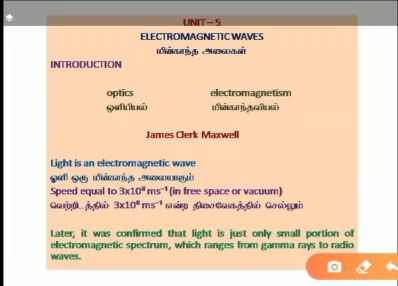 UNIT – 5
ELECTROMAGNETIC WAVES
மின்காந்த அலைகள்
INTRODUCTION
optics electromagnetism
ஒளியியல் மின்காந்தவியல்
James Clerk Maxwell
Light is an electromagnetic wave
ஓளி ஒரு மின்காந்த அலையாகும்
Speed equal to 3x10⁸ ms⁻¹ (in free space or vacuum)
வெற்றிடத்தில் 3x10⁸ ms⁻¹ என்ற திசைவேகத்தில் செல்லும்
Later, it was confirmed that light is just only small portion of
electromagnetic spectrum, which ranges from gamma rays to radio
waves.